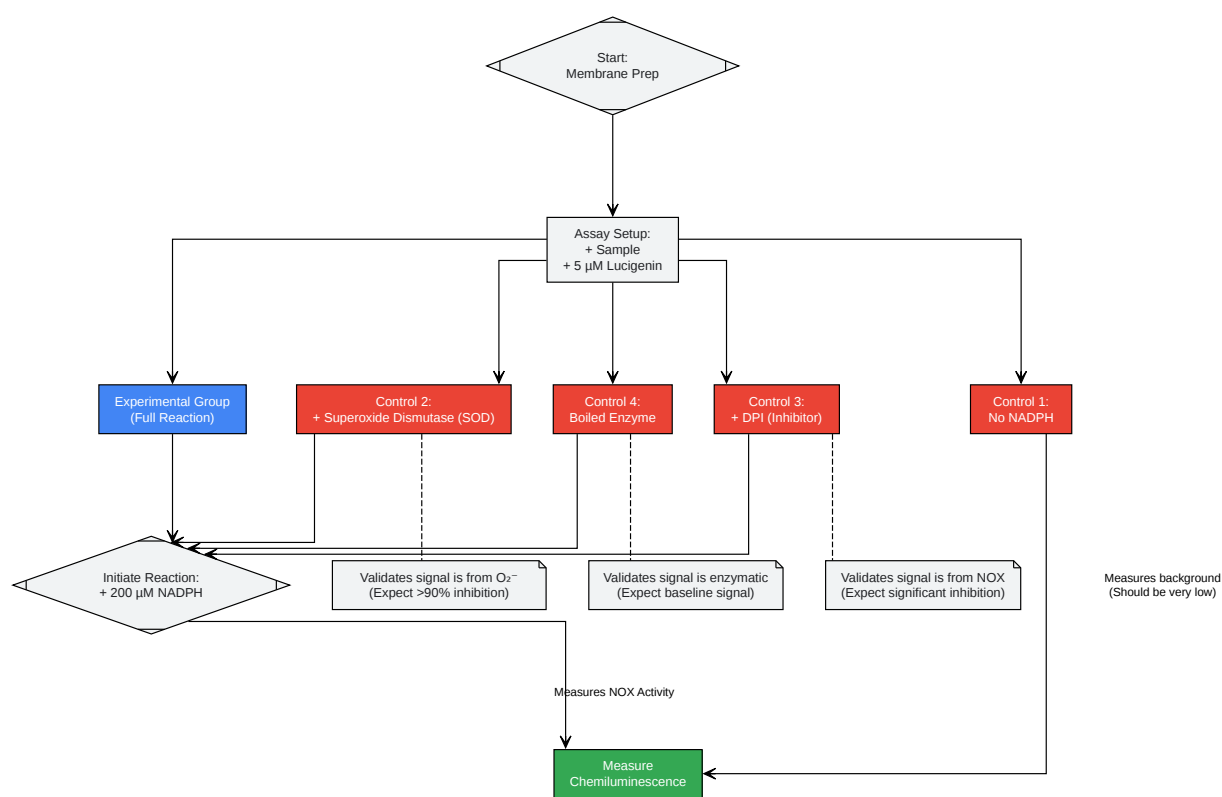 Start:
Membrane Prep
Assay Setup:
+ Sample
+ 5 µM Lucigenin
Experimental Group
(Full Reaction)
Control 2:
+ Superoxide Dismutase (SOD)
Control 4:
Boiled Enzyme
Control 3:
+ DPI (Inhibitor)
Control 1:
No NADPH
Initiate Reaction:
+ 200 µM NADPH
Validates signal is from O₂⁻
(Expect >90% inhibition)
Validates signal is enzymatic
(Expect baseline signal)
Validates signal is from NOX
(Expect significant inhibition)
Measures background
(Should be very low)
Measures NOX Activity
Measure
Chemiluminescence